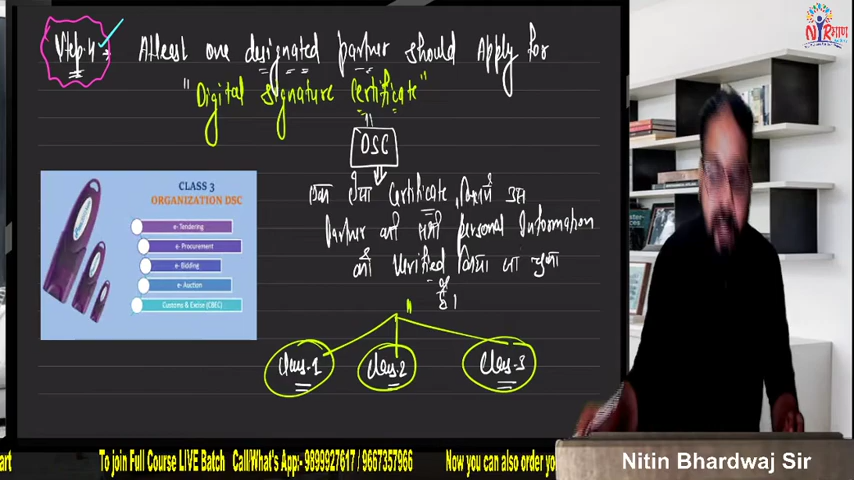 Step-4 :- Atleast one designated partner should Apply for
"Digital signature Certificate"
DSC
एक ऐसा Certificate, जिसमें उस
Partner की सभी personal Information
को Verified किया जा चुका
है।
Class-1 Class-2 Class-3
CLASS 3
ORGANIZATION DSC
e-Tendering
e-Procurement
e-Bidding
e-Auction
Customs & Excise (CBEC)
To join Full Course LIVE Batch Call/What's App:- 9899927617 / 9667357966 Now you can also order yo
Nitin Bhardwaj Sir